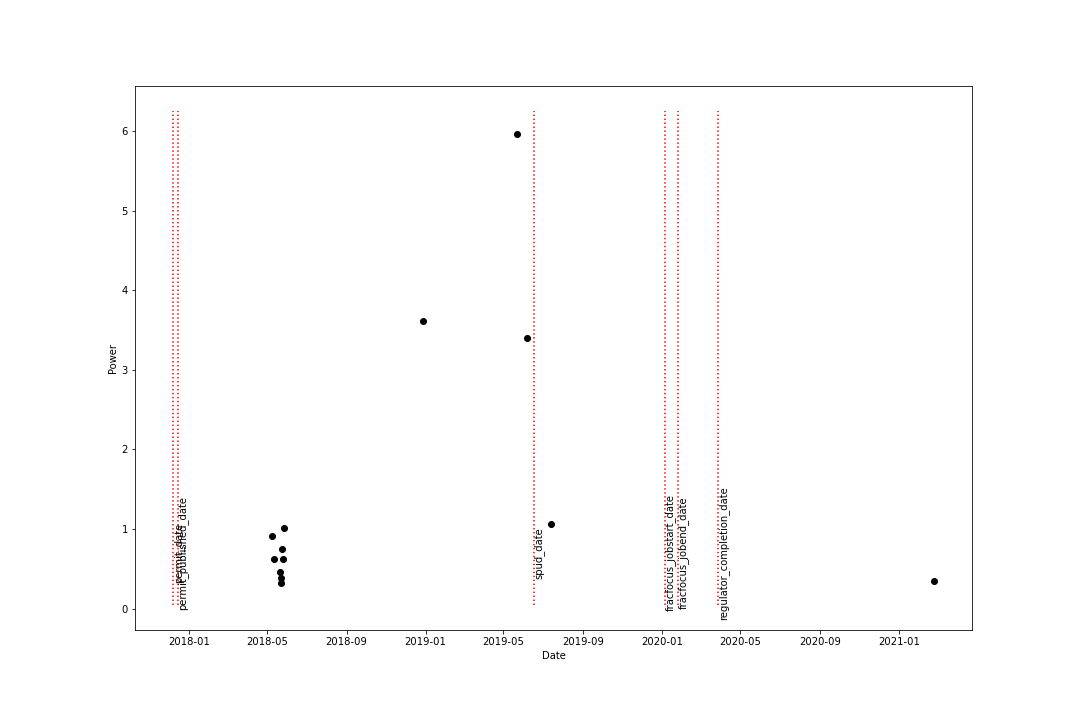 6
5
4
3
2
1
0
Power
permit_date
permit_published_date
spud_date
fracfocus_jobstart_date
fracfocus_jobend_date
regulator_completion_date
2018-01 2018-05 2018-09 2019-01 2019-05 2019-09 2020-01 2020-05 2020-09 2021-01
Date